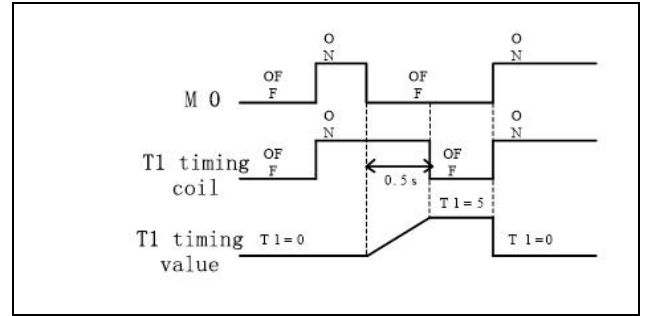 O
N
O
N
OF
F
OF
F
M 0
O
N
O
N
OF
F
OF
F
T1 timing
coil
0.5s
T1=5
T1 timing
value
T1=0
T1=0